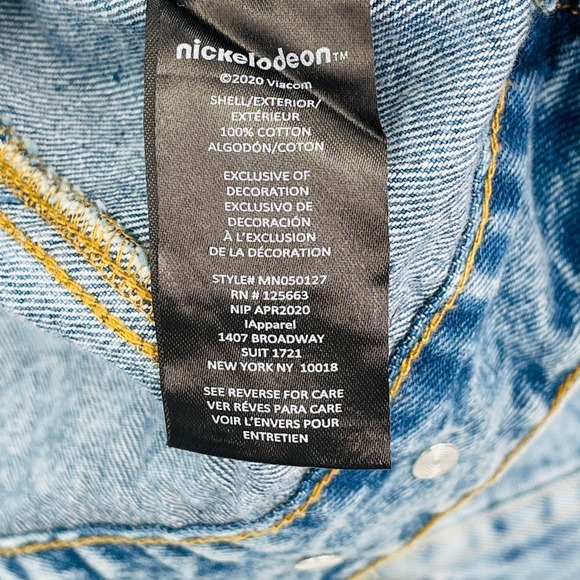 nickelodeon™
©2020 Viacom
SHELL/EXTERIOR/
EXTÉRIEUR
100% COTTON
ALGODÓN/COTON
EXCLUSIVE OF
DECORATION
EXCLUSIVO DE
DECORACIÓN
À L'EXCLUSION
DE LA DÉCORATION
STYLE# MN050127
RN # 125663
NIP APR2020
IApparel
1407 BROADWAY
SUIT 1721
NEW YORK NY 10018
SEE REVERSE FOR CARE
VER RÉVES PARA CARE
VOIR L'ENVERS POUR
ENTRETIEN